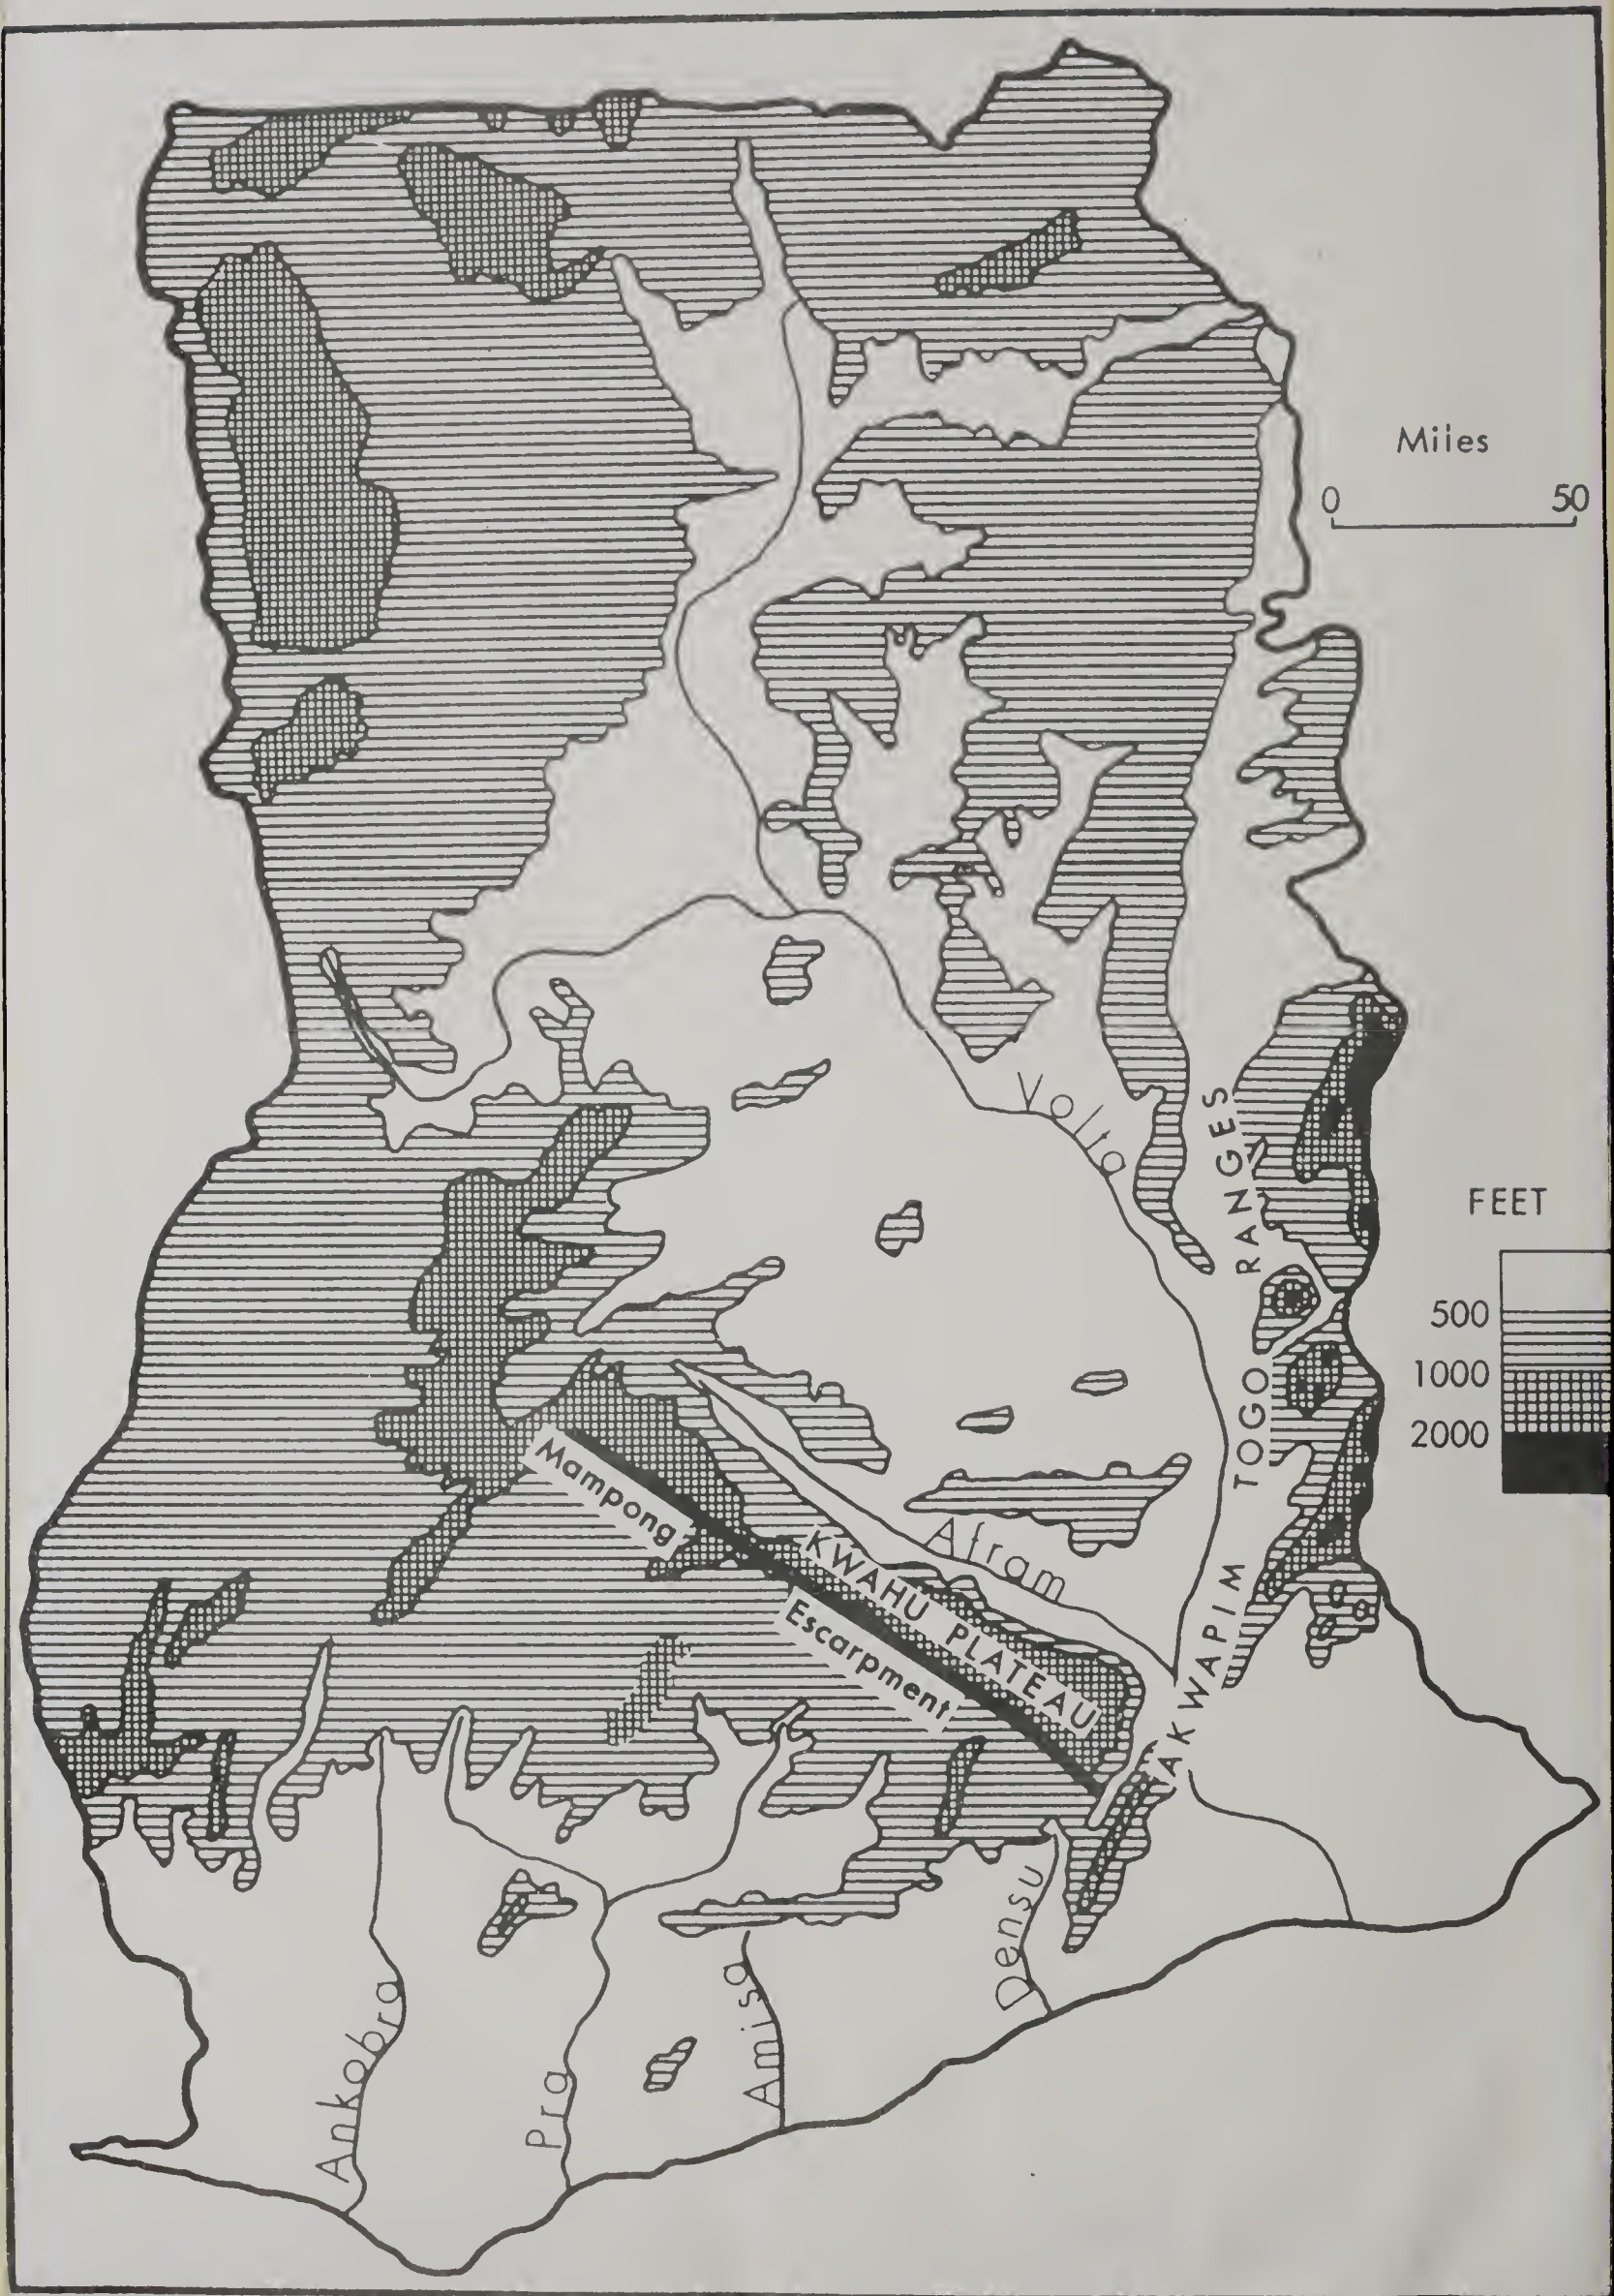 Miles
0 50
Volta
FEET
500
1000
2000
AKWAPIM TOGO RANGES
Mampong
Escarpment
KWAHU PLATEAU
Afram
Densu
Amisa
Pra
Ankobra